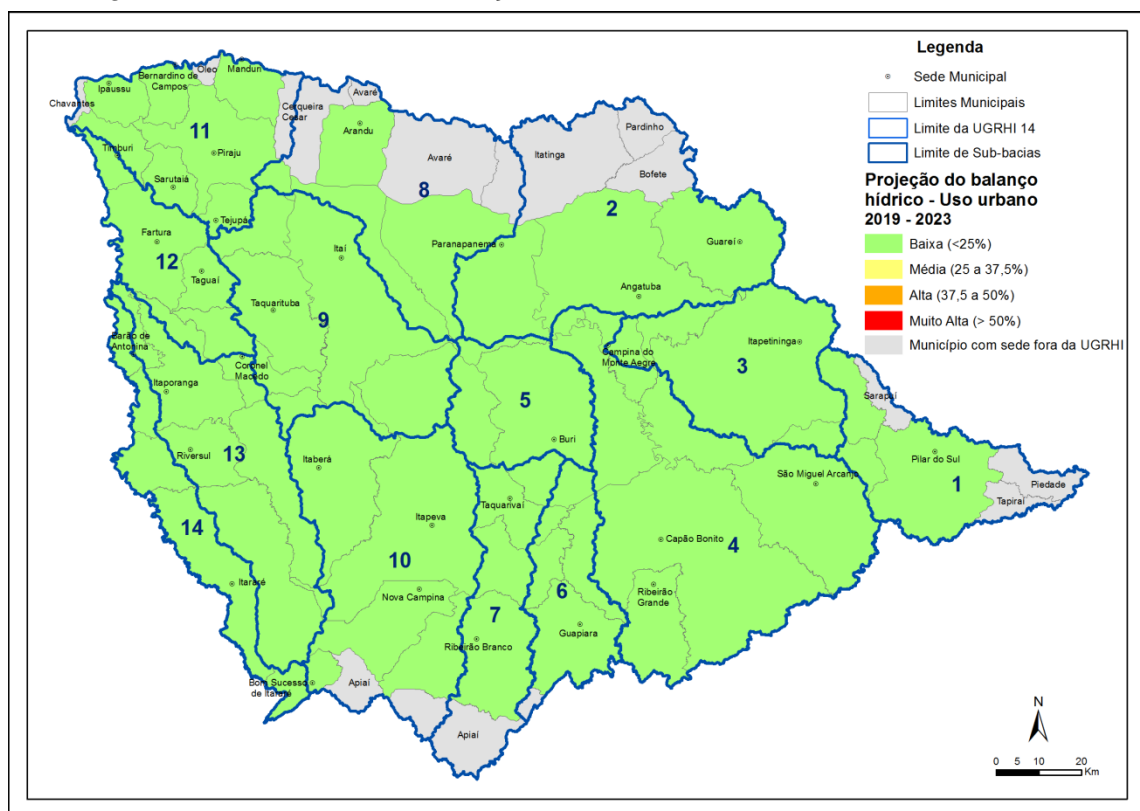 Legenda
Sede Municipal
Limites Municipais
Limite da UGRHI 14
Limite de Sub-bacias
Projeção do balanço
hídrico - Uso urbano
2019 - 2023
Baixa (<25%)
Média (25 a 37,5%)
Alta (37,5 a 50%)
Muito Alta (> 50%)
Município com sede fora da UGRHI
Chavantes
Ipaussu
Bernardino de
Campos
Óleo
Manduri
Cerqueira
Cesar
Avaré
Arandu
Avaré
8
Itatinga
Pardinho
Bofete
11
Timburi
Piraju
Sarutaiá
Tejupá
Fartura
12
Taguaí
Itaí
Paranapanema
2
Guareí
Angatuba
Taquarituba
9
Barão de
Antonina
Coronel
Macedo
Itaporanga
Campina do
Monte Aegre
Itapetininga
3
Sarapuí
5
Buri
Riversul
13
Itaberá
Pilar do Sul
1
Piedade
Tapiraí
São Miguel Arcanjo
Taquarivaí
Itapeva
14
10
Capão Bonito
4
Itararé
Nova Campina
7
6
Ribeirão
Grande
Guapiara
Ribeirão Branco
Bom Sucesso
de Itararé
Apiaí
Apiaí
N
0 5 10 20
Km